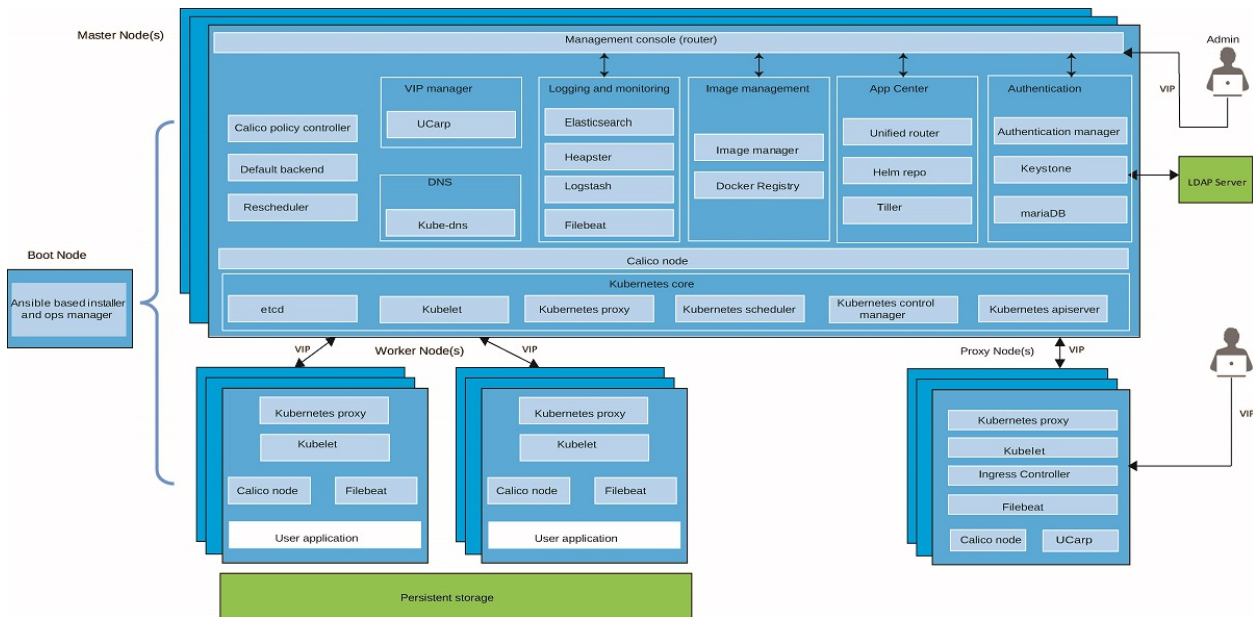 Master Node(s)
Management console (router)
Admin
VIP
VIP manager
UCarp
Logging and monitoring
Elasticsearch
Heapster
Logstash
Filebeat
Image management
Image manager
Docker Registry
App Center
Unified router
Helm repo
Tiller
Authentication
Authentication manager
Keystone
mariaDB
LDAP Server
Calico policy controller
Default backend
Rescheduler
DNS
Kube-dns
Calico node
Kubernetes core
etcd
Kubelet
Kubernetes proxy
Kubernetes scheduler
Kubernetes control
manager
Kubernetes apiserver
Boot Node
Ansible based installer
and ops manager
VIP
Worker Node(s)
VIP
Proxy Node(s)
VIP
VIP
Kubernetes proxy
Kubelet
Calico node
Filebeat
User application
Kubernetes proxy
Kubelet
Calico node
Filebeat
User application
Kubernetes proxy
Kubelet
Ingress Controller
Filebeat
Calico node
UCarp
Persistent storage